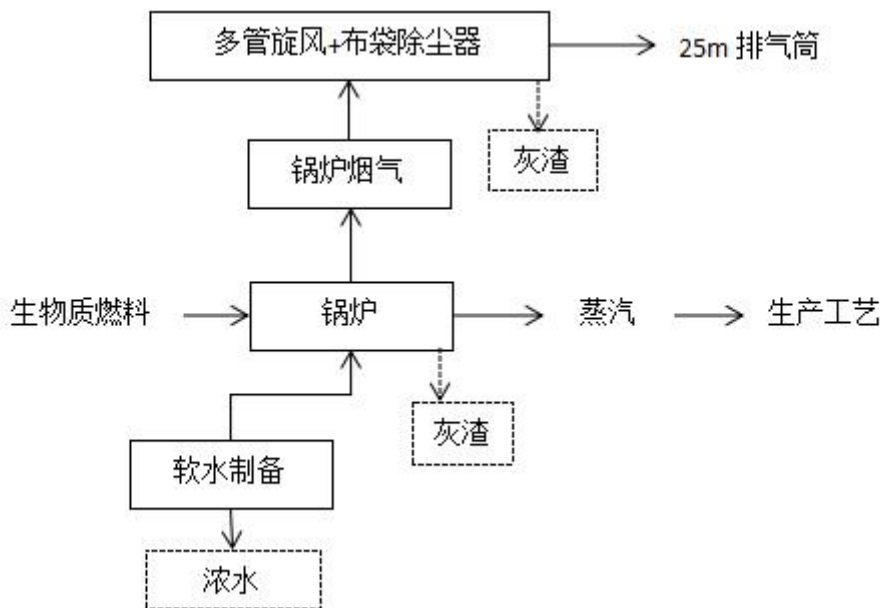 多管旋风+布袋除尘器
25m 排气筒
灰渣
锅炉烟气
生物质燃料
锅炉
蒸汽
生产工艺
灰渣
软水制备
浓水